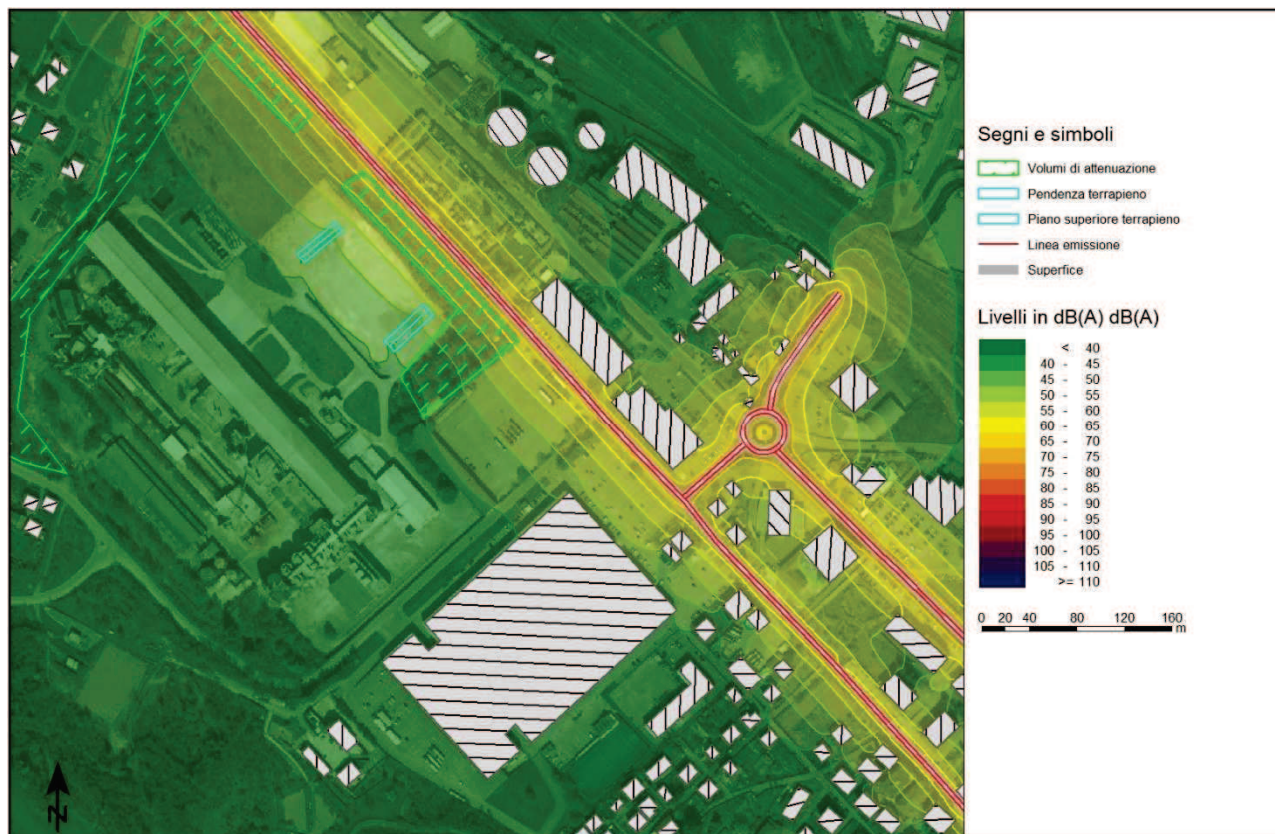 Segni e simboli
Volumi di attenuazione
Pendenza terrapieno
Piano superiore terrapieno
Linea emissione
Superfice
Livelli in dB(A) dB(A)
< 40
40 - 45
45 - 50
50 - 55
55 - 60
60 - 65
65 - 70
70 - 75
75 - 80
80 - 85
85 - 90
90 - 95
95 - 100
100 - 105
105 - 110
>= 110
0 20 40 80 120 160
m
N